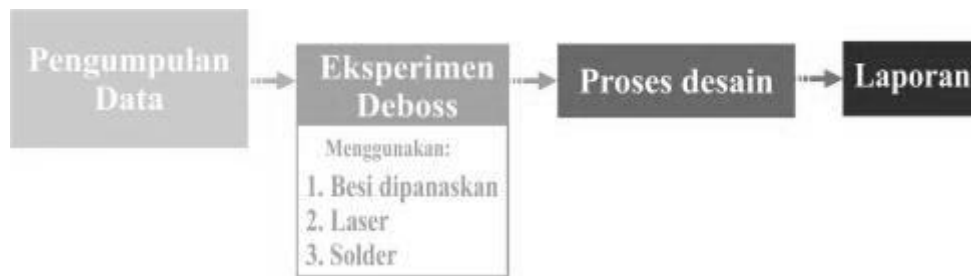 Pengumpulan
Data
Eksperimen
Deboss
Menggunakan:
1. Besi dipanaskan
2. Laser
3. Solder
Proses desain
Laporan